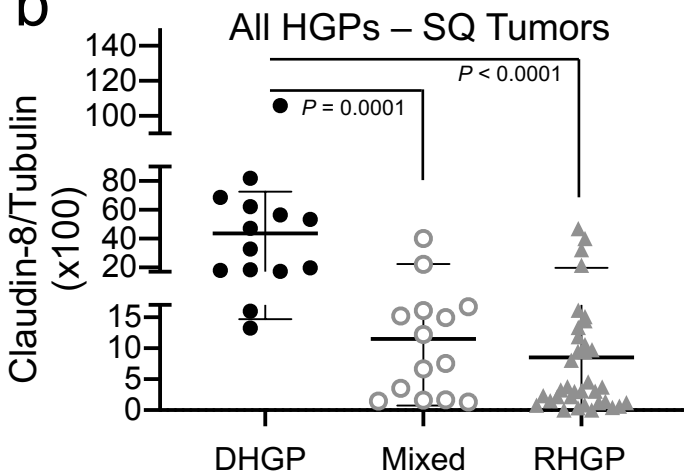 b
All HGPs – SQ Tumors
P < 0.0001
P = 0.0001
Claudin-8/Tubulin
(x100)
140
120
100
80
60
40
20
15
10
5
0
DHGP Mixed RHGP